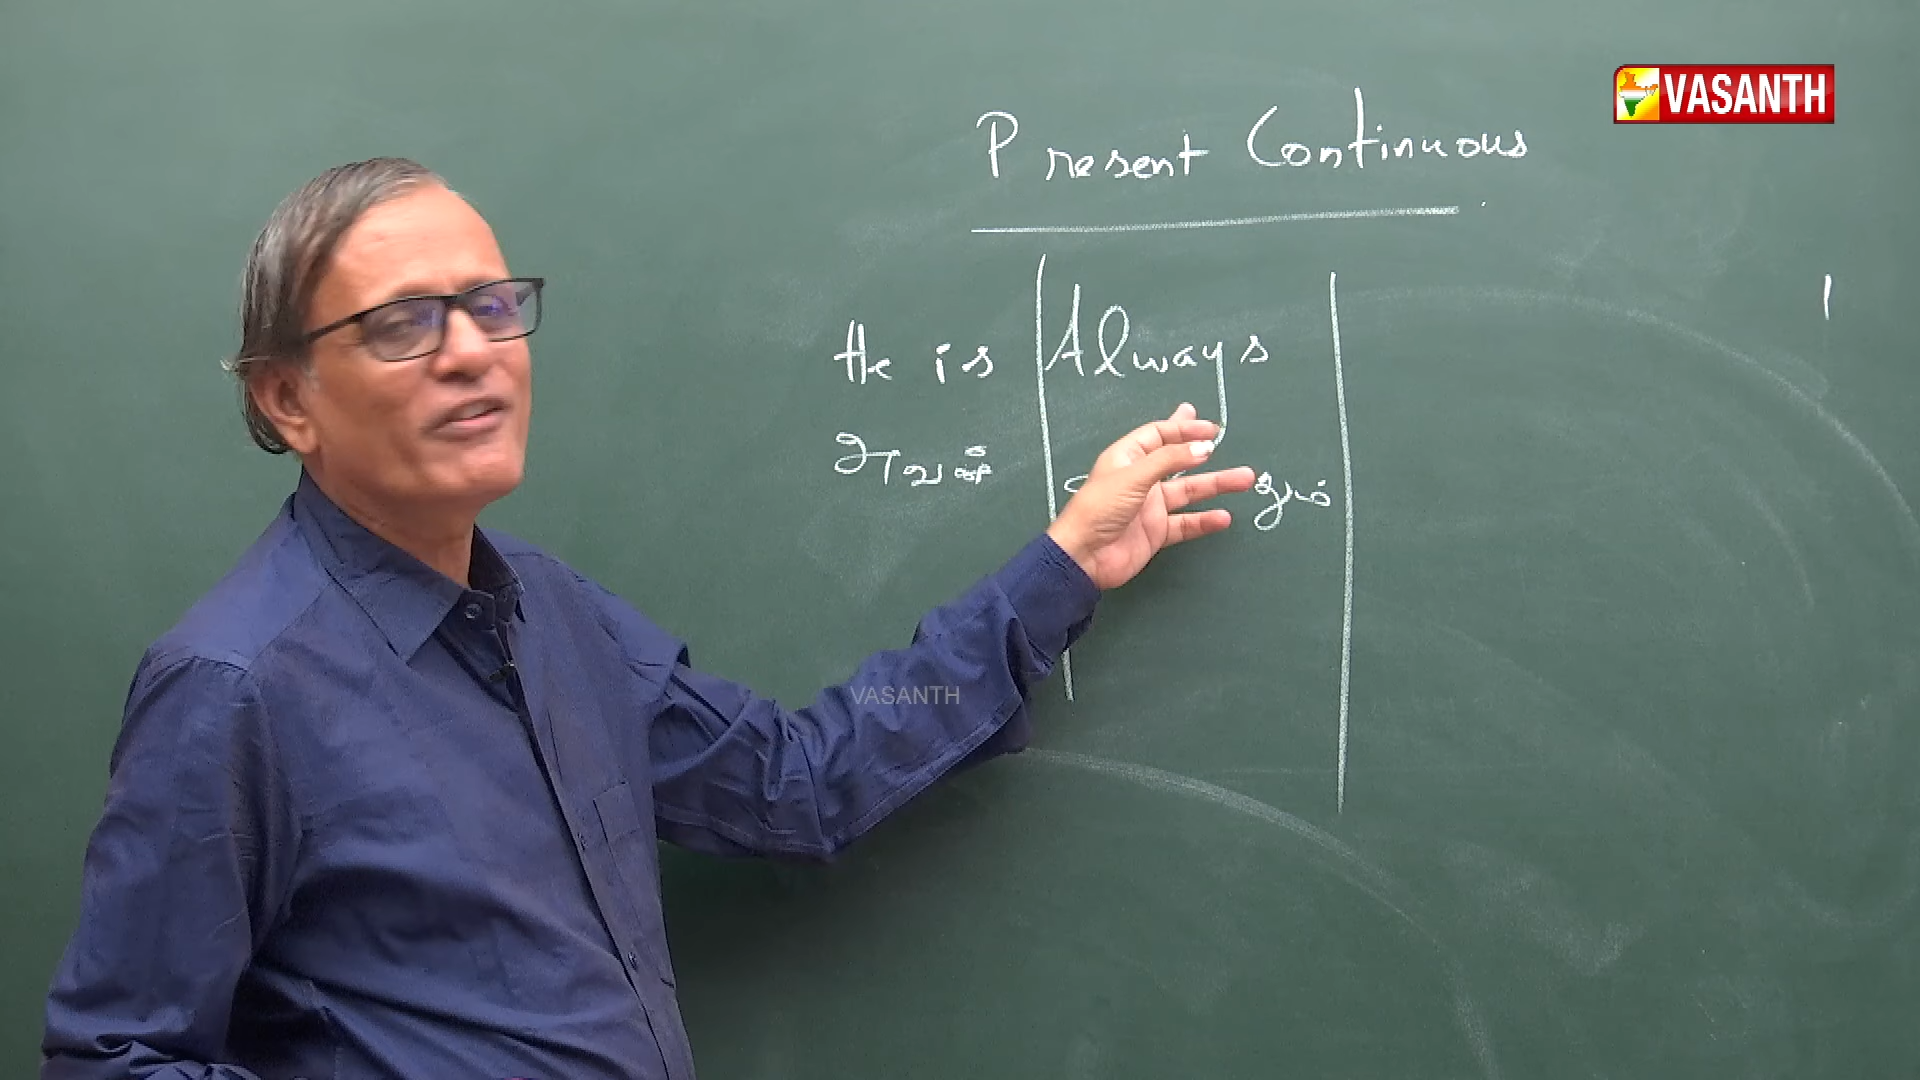 VASANTH
Present Continuous
He is Always
அவன்
VASANTH